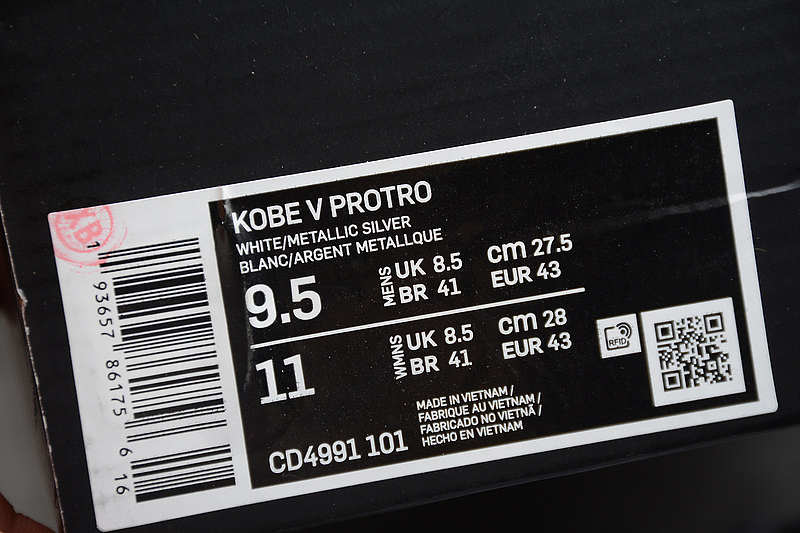 KB
KOBE V PROTRO
WHITE/METALLIC SILVER
BLANC/ARGENT METALLQUE
9.5
MENS
UK 8.5 cm 27.5
BR 41 EUR 43
11
WMNS
UK 8.5 cm 28
BR 41 EUR 43
RFID
CD4991 101
MADE IN VIETNAM /
FABRIQUE AU VIETNAM /
FABRICADO NO VIETNÃ /
HECHO EN VIETNAM
1 93657 86175 6 16